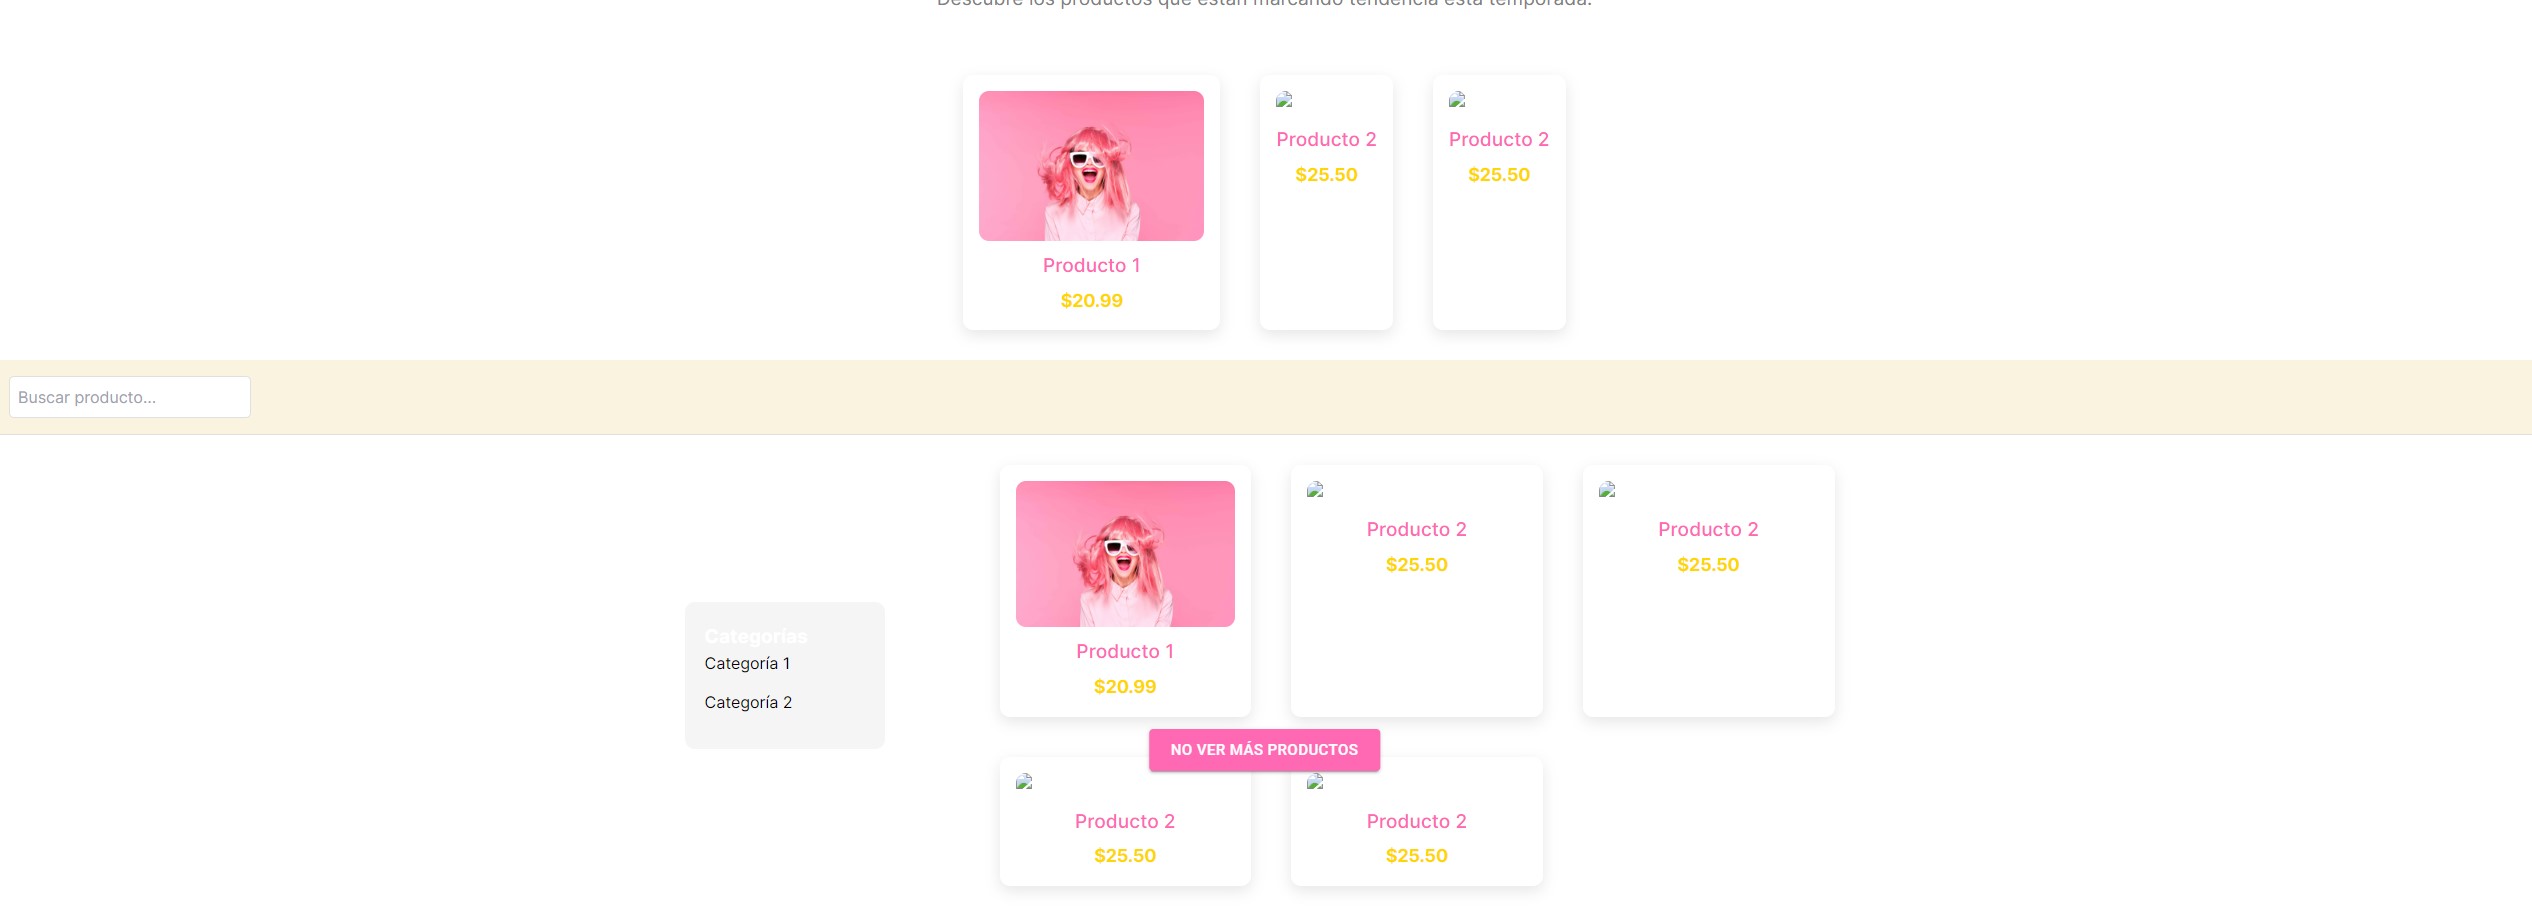 Descubre los productos que están marcando tendencia esta temporada.
Producto 1
$20.99
Producto 2
$25.50
Producto 2
$25.50
Buscar producto...
Categorías
Categoría 1
Categoría 2
Producto 1
$20.99
Producto 2
$25.50
Producto 2
$25.50
NO VER MÁS PRODUCTOS
Producto 2
$25.50
Producto 2
$25.50